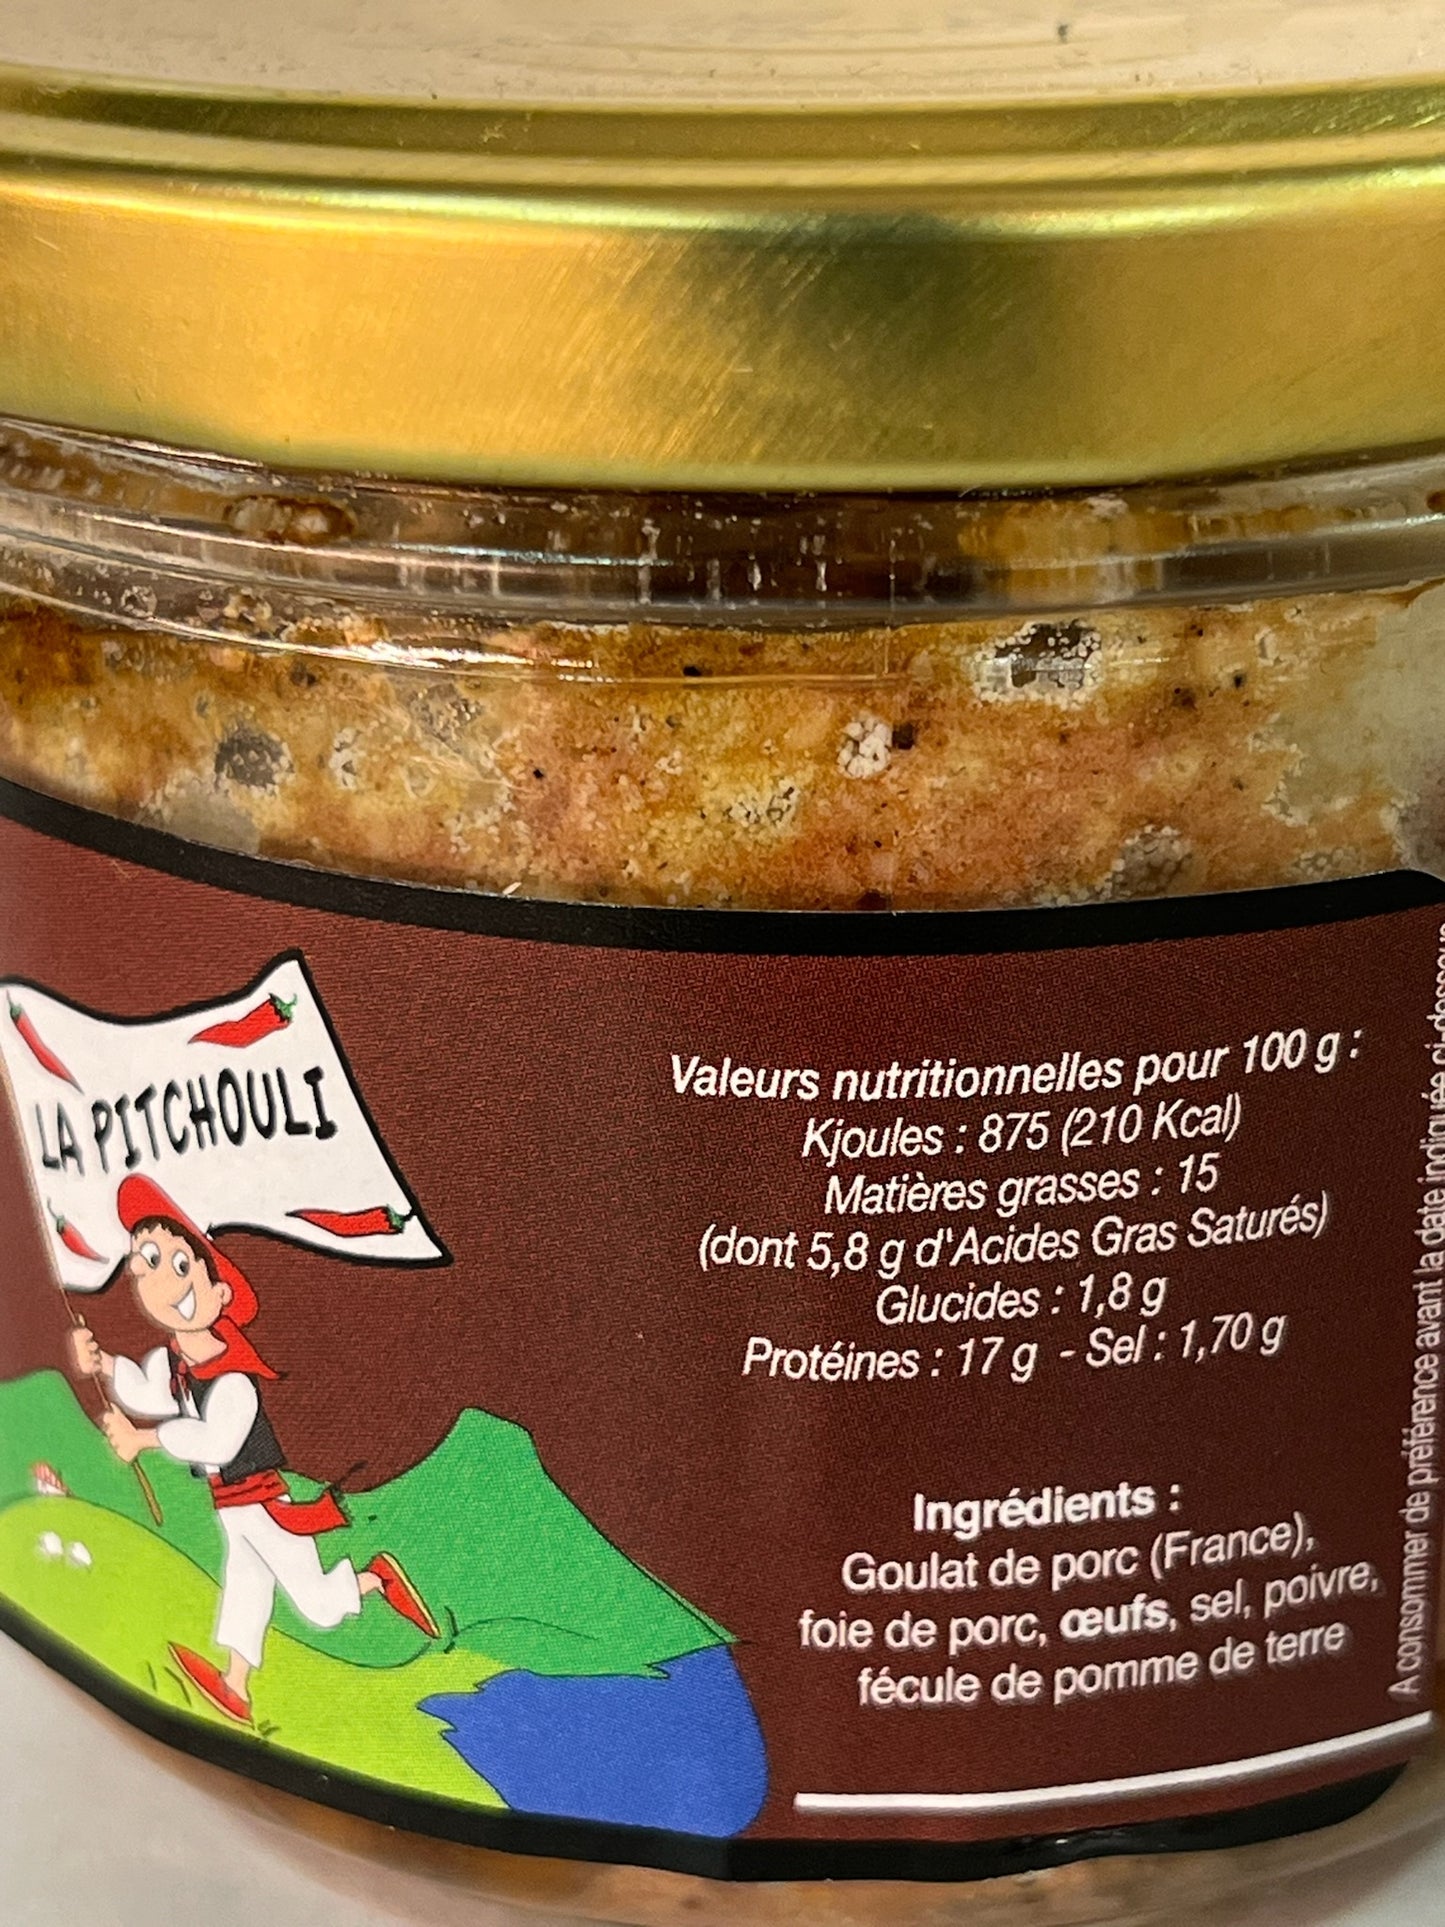 LA PITCHOULI
Valeurs nutritionnelles pour 100 g :
Kjoules : 875 (210 Kcal)
Matières grasses : 15
(dont 5,8 g d'Acides Gras Saturés)
Glucides : 1,8 g
Protéines : 17 g - Sel : 1,70 g
Ingrédients :
Goulat de porc (France),
foie de porc, œufs, sel, poivre,
fécule de pomme de terre
A consommer de préférence avant la date indiquée ci-dessous